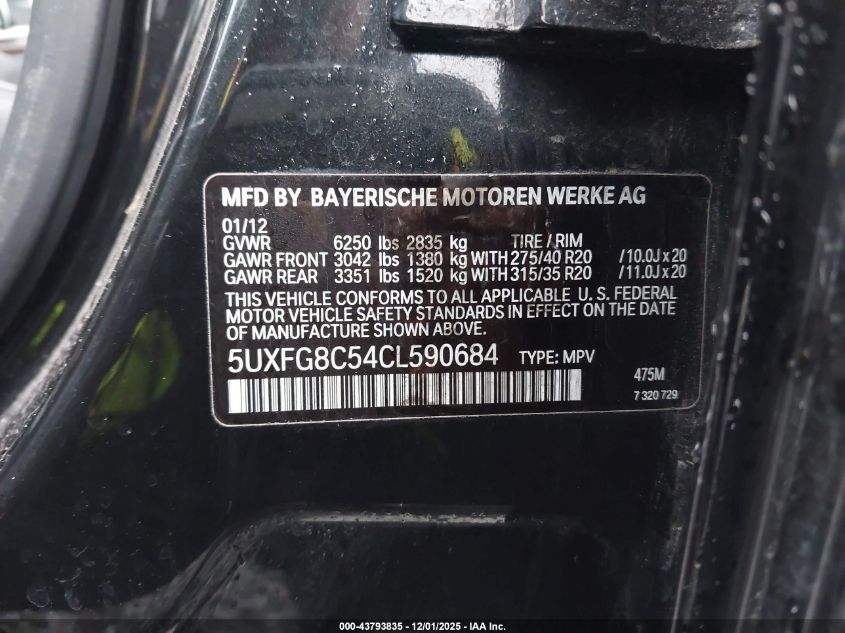 MFD BY BAYERISCHE MOTOREN WERKE AG
01/12
GVWR 6250 lbs 2835 kg TIRE / RIM
GAWR FRONT 3042 lbs 1380 kg WITH 275/40 R20 /10.0J x 20
GAWR REAR 3351 lbs 1520 kg WITH 315/35 R20 /11.0J x 20
THIS VEHICLE CONFORMS TO ALL APPLICABLE U. S. FEDERAL
MOTOR VEHICLE SAFETY STANDARDS IN EFFECT ON THE DATE
OF MANUFACTURE SHOWN ABOVE.
5UXFG8C54CL590684 TYPE: MPV
475M
7 320 729
000-43793835 • 12/01/2025 - IAA Inc.